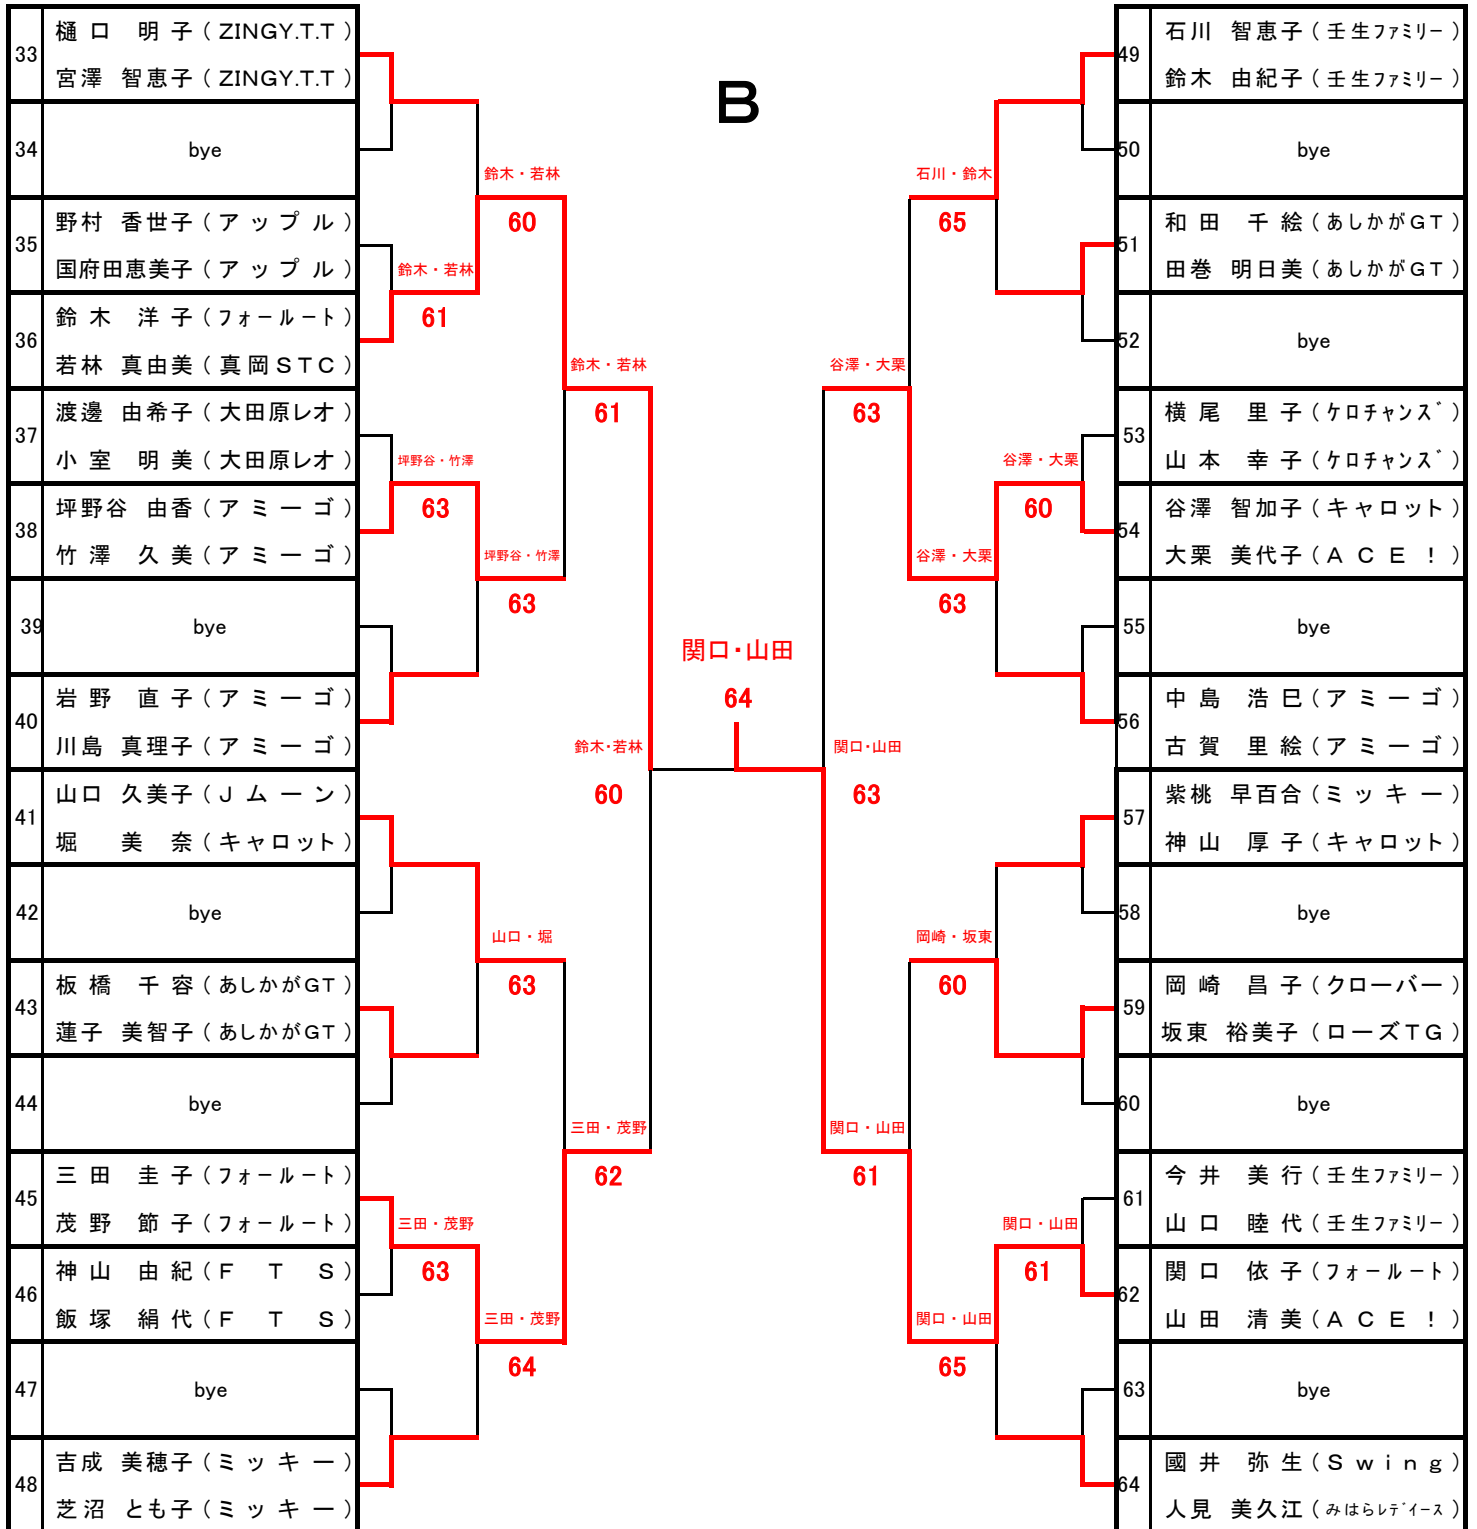 B
33
樋口 明子（ZINGY.T.T）
宮澤 智恵子（ZINGY.T.T）
34
bye
35
野村 香世子（アップル）
国府田恵美子（アップル）
36
鈴木 洋子（フォールート）
若林 真由美（真岡STC）
37
渡邊 由希子（大田原レオ）
小室 明美（大田原レオ）
38
坪野谷 由香（アミーゴ）
竹澤 久美（アミーゴ）
39
bye
40
岩野 直子（アミーゴ）
川島 真理子（アミーゴ）
41
山口 久美子（Jムーン）
堀 美奈（キャロット）
42
bye
43
板橋 千容（あしかがGT）
蓮子 美智子（あしかがGT）
44
bye
45
三田 圭子（フォールート）
茂野 節子（フォールート）
46
神山 由紀（FTS）
飯塚 絹代（FTS）
47
bye
48
吉成 美穂子（ミッキー）
芝沼 とも子（ミッキー）
鈴木・若林
61
坪野谷・竹澤
63
三田・茂野
63
鈴木・若林
60
坪野谷・竹澤
63
山口・堀
63
三田・茂野
64
鈴木・若林
61
三田・茂野
62
鈴木・若林
60
関口・山田
64
関口・山田
63
谷澤・大栗
63
関口・山田
61
石川・鈴木
65
谷澤・大栗
63
岡崎・坂東
60
関口・山田
65
谷澤・大栗
60
関口・山田
61
49
石川 智恵子（壬生ファミリー）
鈴木 由紀子（壬生ファミリー）
50
bye
51
和田 千絵（あしかがGT）
田巻 明日美（あしかがGT）
52
bye
53
横尾 里子（ケロチャンズ）
山本 幸子（ケロチャンズ）
54
谷澤 智加子（キャロット）
大栗 美代子（ACE！）
55
bye
56
中島 浩巳（アミーゴ）
古賀 里絵（アミーゴ）
57
紫桃 早百合（ミッキー）
神山 厚子（キャロット）
58
bye
59
岡崎 昌子（クローバー）
坂東 裕美子（ローズTG）
60
bye
61
今井 美行（壬生ファミリー）
山口 睦代（壬生ファミリー）
62
関口 依子（フォールート）
山田 清美（ACE！）
63
bye
64
國井 弥生（Swing）
人見 美久江（みはらレディース）